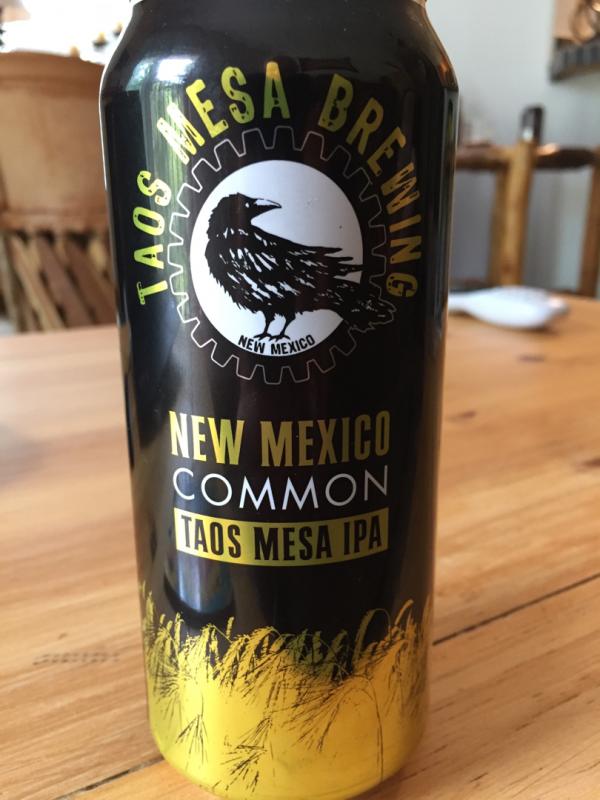 TAOS MESA BREWING
NEW MEXICO
NEW MEXICO
COMMON
TAOS MESA IPA